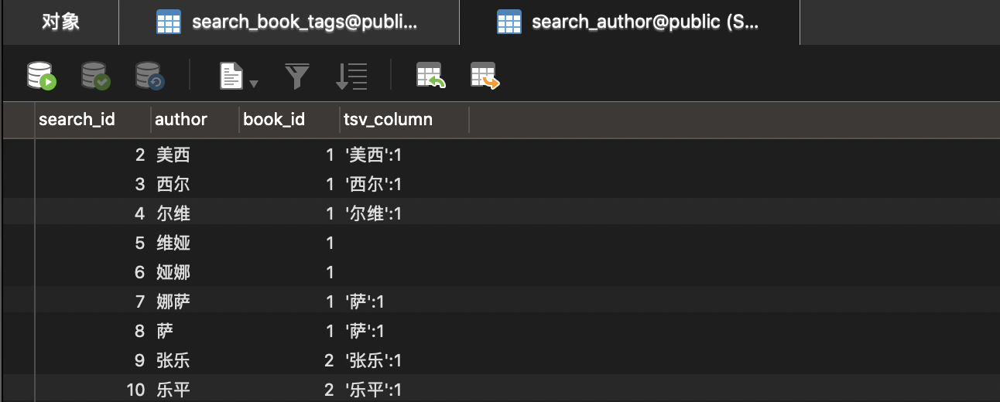 对象 search_book_tags@publi... search_author@public (S...
search_id author book_id tsv_column
2 美西 1 '美西':1
3 西尔 1 '西尔':1
4 尔维 1 '尔维':1
5 维娅 1
6 娅娜 1
7 娜萨 1 '萨':1
8 萨 1 '萨':1
9 张乐 2 '张乐':1
10 乐平 2 '乐平':1